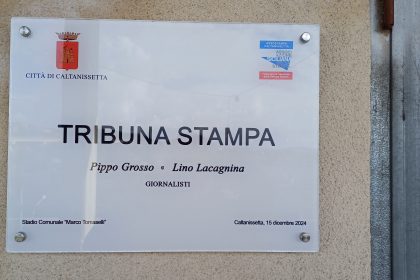 CITTÀ DI CALTANISSETTA
TRIBUNA STAMPA
Pippo Grosso e Lino Lacagnina
GIORNALISTI
Stadio Comunale "Marco Tomaselli"
Caltanissetta, 15 dicembre 2024